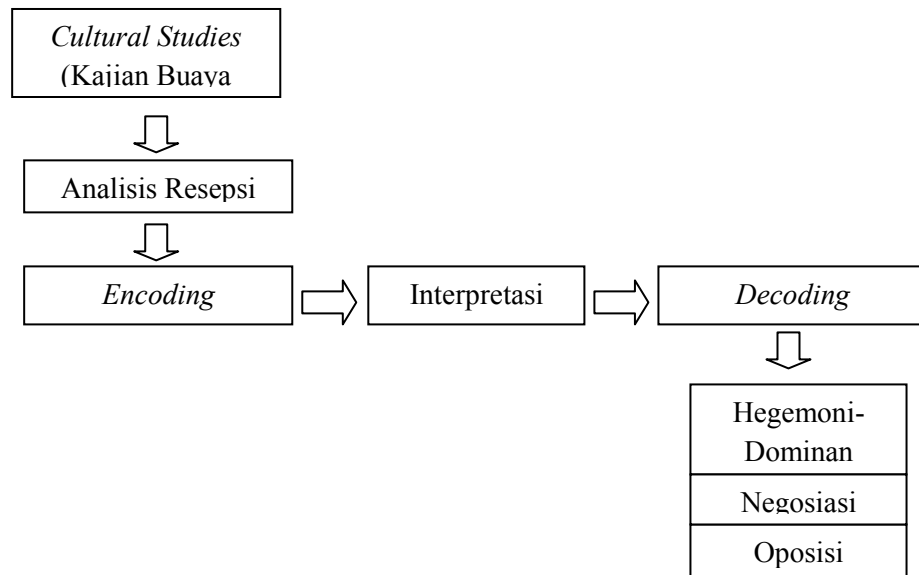 Cultural Studies
(Kajian Buaya
Analisis Resepsi
Encoding
Interpretasi
Decoding
Hegemoni-
Dominan
Negosiasi
Oposisi